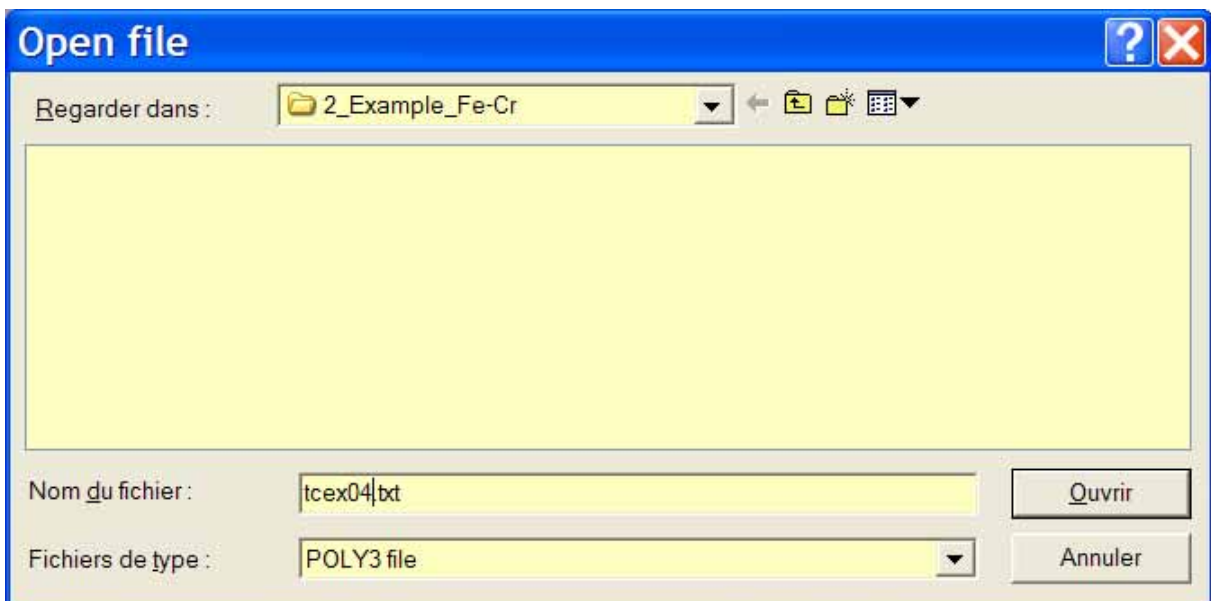 Open file
Regarder dans : 2_Example_Fe-Cr
Nom du fichier : tcex04.txt Ouvrir
Fichiers de type : POLY3 file Annuler